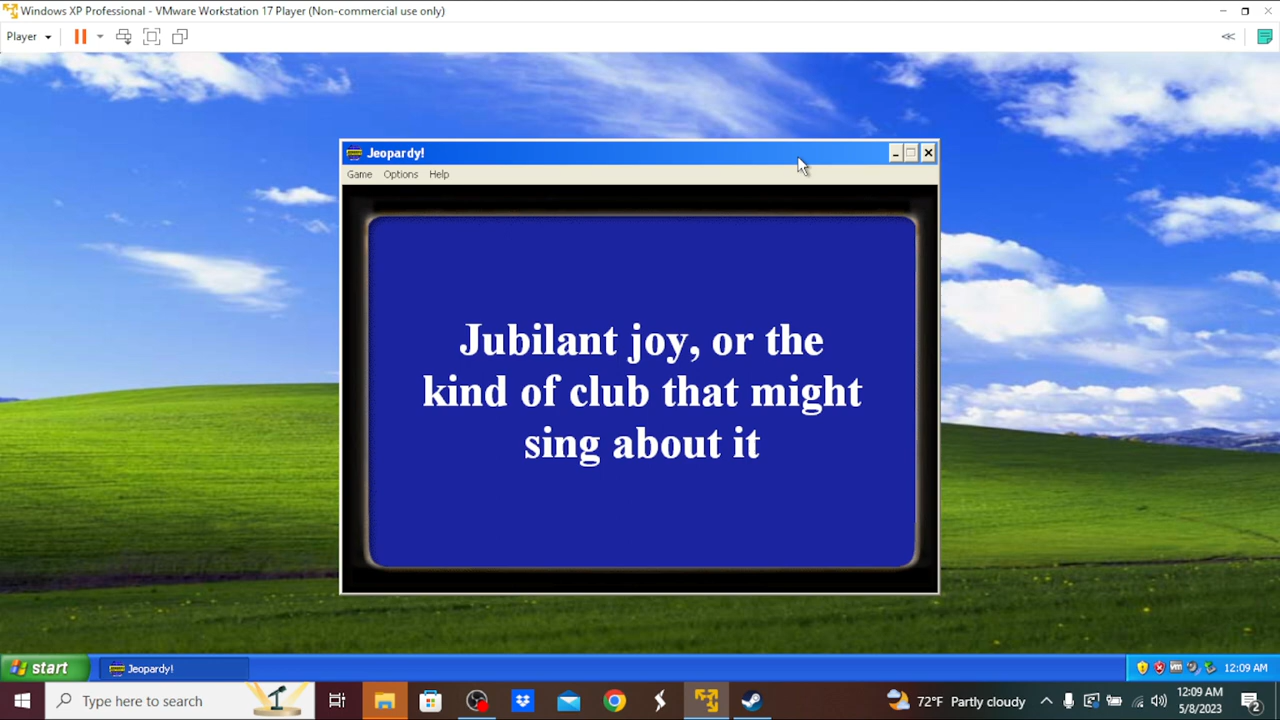 Windows XP Professional - VMware Workstation 17 Player (Non-commercial use only)
Player
Jeopardy!
Game Options Help
Jubilant joy, or the
kind of club that might
sing about it
start
Jeopardy!
vm
12:09 AM
Type here to search
72°F Partly cloudy
12:09 AM
5/8/2023
2